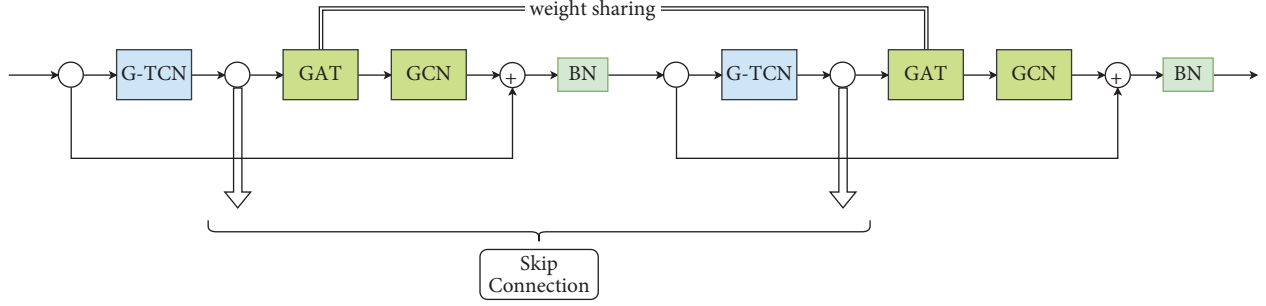 weight sharing
G-TCN GAT GCN + BN G-TCN GAT GCN + BN
Skip
Connection